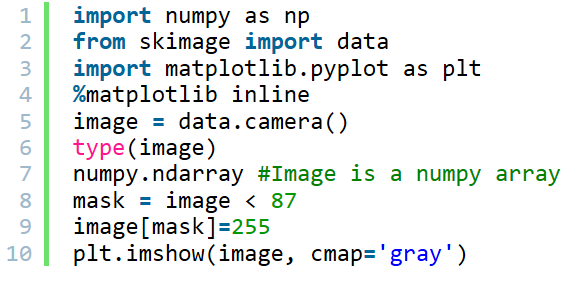 1 import numpy as np
2 from skimage import data
3 import matplotlib.pyplot as plt
4 %matplotlib inline
5 image = data.camera()
6 type(image)
7 numpy.ndarray #Image is a numpy array
8 mask = image < 87
9 image[mask]=255
10 plt.imshow(image, cmap='gray')